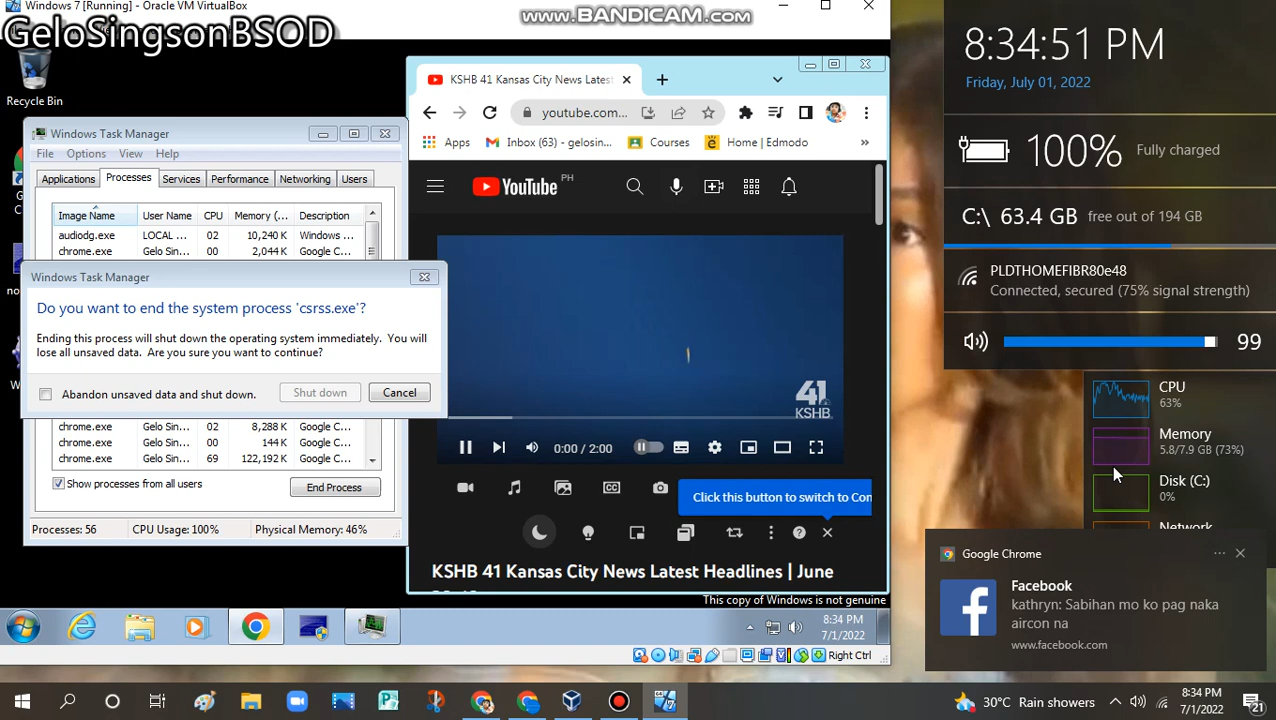 Windows 7 [Running] - Oracle VM VirtualBox
www.BANDICAM.com
GeloSingsonBSOD
Recycle Bin
Windows Task Manager
File Options View Help
Applications Processes Services Performance Networking Users
Image Name User Name CPU Memory (... Description
audiodg.exe LOCAL ... 02 10,240 K Windows ...
chrome.exe Gelo Sin... 00 2,044 K Google C...
Windows Task Manager
Do you want to end the system process 'csrss.exe'?
Ending this process will shut down the operating system immediately. You will
lose all unsaved data. Are you sure you want to continue?
Abandon unsaved data and shut down. Shut down Cancel
chrome.exe Gelo Sin... 02 8,288 K Google C...
chrome.exe Gelo Sin... 00 144 K Google C...
chrome.exe Gelo Sin... 69 122,192 K Google C...
Show processes from all users End Process
Processes: 56 CPU Usage: 100% Physical Memory: 46%
KSHB 41 Kansas City News Latest
youtube.com...
Apps Inbox (63) - gelosin... Courses Home | Edmodo »
YouTube PH
41
KSHB
0:00 / 2:00
CC
Click this button to switch to Con
KSHB 41 Kansas City News Latest Headlines | June
This copy of Windows is not genuine
8:34 PM
7/1/2022
Right Ctrl
8:34:51 PM
Friday, July 01, 2022
100% Fully charged
C:\ 63.4 GB free out of 194 GB
PLDTHOMEFIBR80e48
Connected, secured (75% signal strength)
99
CPU
63%
Memory
5.8/7.9 GB (73%)
Disk (C:)
0%
Network
Google Chrome
Facebook
kathryn: Sabihan mo ko pag naka
aircon na
www.facebook.com
30°C Rain showers
8:34 PM
7/1/2022
21